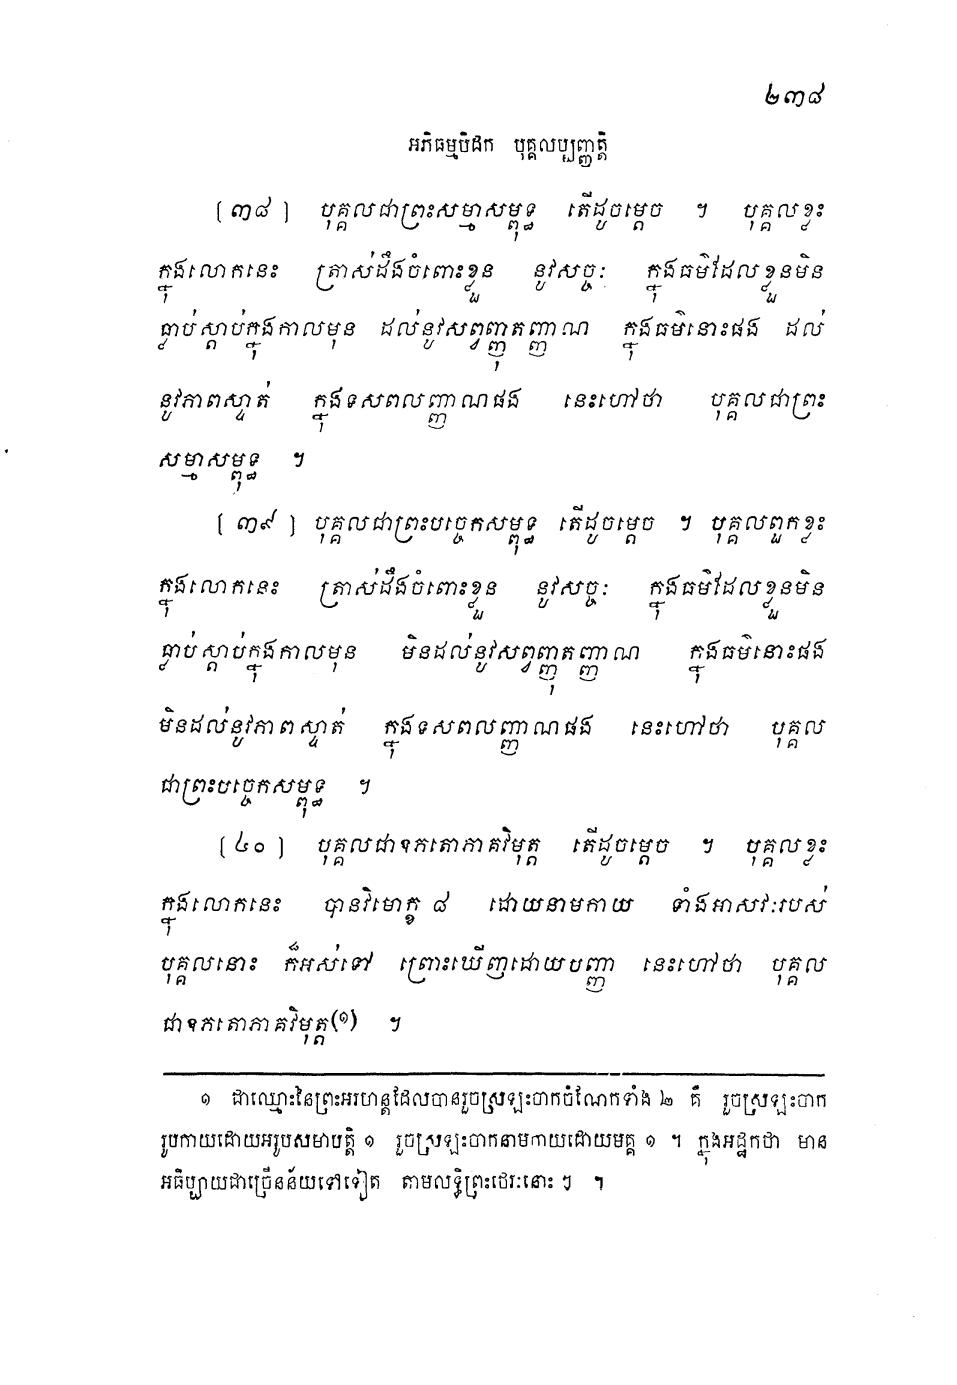 ២៣៨
អភិធម្មបិដក បុគ្គលប្បញ្ញត្តិ
[៣៨] បុគ្គលជាព្រះសម្មាសម្ពុទ្ធ តើដូចម្តេច ។ បុគ្គលខ្លះ
ក្នុងលោកនេះ ត្រាស់ដឹងចំពោះខ្លួន នូវសច្ចៈ ក្នុងធម៌ដែលខ្លួនមិន
ធ្លាប់ស្តាប់ក្នុងកាលមុន ដល់នូវសព្វញ្ញុតញ្ញាណ ក្នុងធម៌នោះផង ដល់
នូវភាពស្ទាត់ ក្នុងទសពលញ្ញាណផង នេះហៅថា បុគ្គលជាព្រះ
សម្មាសម្ពុទ្ធ ។
[៣៩] បុគ្គលជាព្រះបច្ចេកសម្ពុទ្ធ តើដូចម្តេច ។ បុគ្គលពួកខ្លះ
ក្នុងលោកនេះ ត្រាស់ដឹងចំពោះខ្លួន នូវសច្ចៈ ក្នុងធម៌ដែលខ្លួនមិន
ធ្លាប់ស្តាប់ក្នុងកាលមុន មិនដល់នូវសព្វញ្ញុតញ្ញាណ ក្នុងធម៌នោះផង
មិនដល់នូវភាពស្ទាត់ ក្នុងទសពលញ្ញាណផង នេះហៅថា បុគ្គល
ជាព្រះបច្ចេកសម្ពុទ្ធ ។
[៤០] បុគ្គលជាឧភតោភាគវិមុត្ត តើដូចម្តេច ។ បុគ្គលខ្លះ
ក្នុងលោកនេះ បានវិមោក្ខ ៨ ដោយនាមកាយ ទាំងអាសវៈរបស់
បុគ្គលនោះ ក៏អស់ទៅ ព្រោះឃើញដោយបញ្ញា នេះហៅថា បុគ្គល
ជាឧភតោភាគវិមុត្ត(១) ។
១ ជាឈ្មោះនៃព្រះអរហន្តដែលបានរួចស្រឡះចាកចំណែកទាំង ២ គឺ រួចស្រឡះចាក
រូបកាយដោយអរូបសមាបត្តិ ១ រួចស្រឡះចាកនាមកាយដោយមគ្គ ១ ។ ក្នុងអដ្ឋកថា មាន
អធិប្បាយជាច្រើនន័យទៅទៀត តាមលទ្ធិព្រះថេរៈនោះ ៗ ។